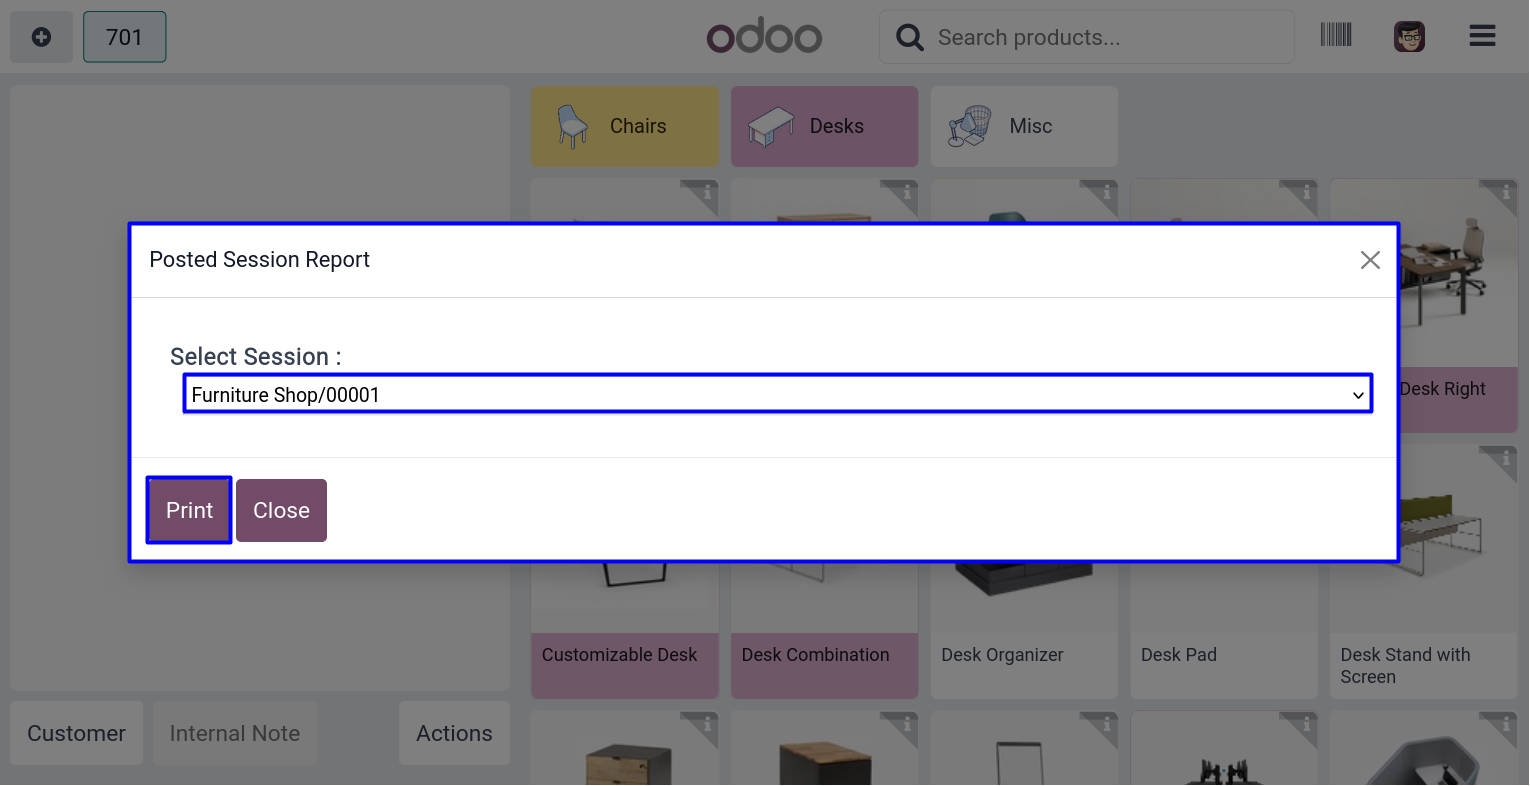 701
odoo
Search products...
Chairs
Desks
Misc
Posted Session Report
Select Session :
Furniture Shop/00001
Desk Right
Print
Close
Customizable Desk
Desk Combination
Desk Organizer
Desk Pad
Desk Stand with
Screen
Customer
Internal Note
Actions